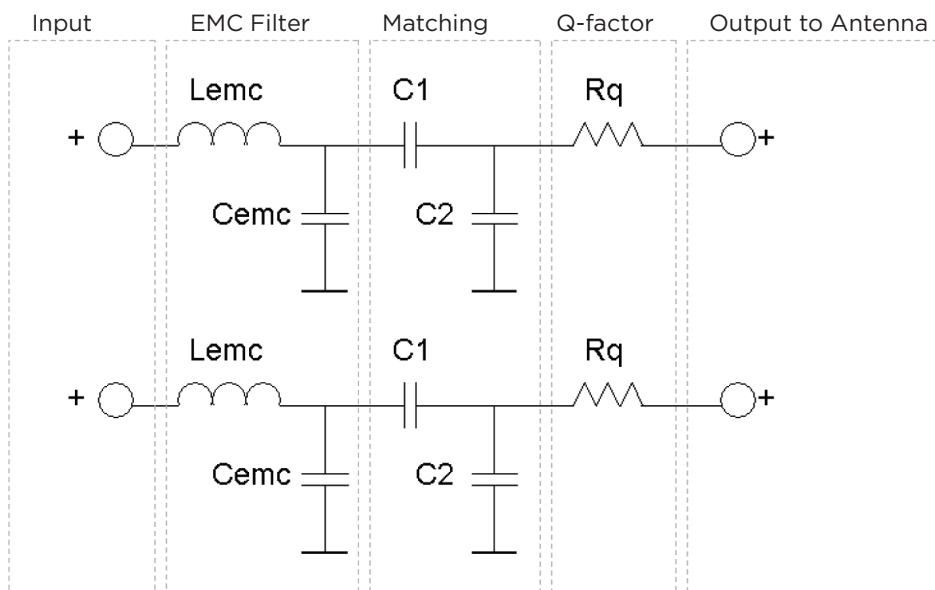 Input EMC Filter Matching Q-factor Output to Antenna
Lemc C1 Rq
+ +
Cemc C2
Lemc C1 Rq
+ +
Cemc C2